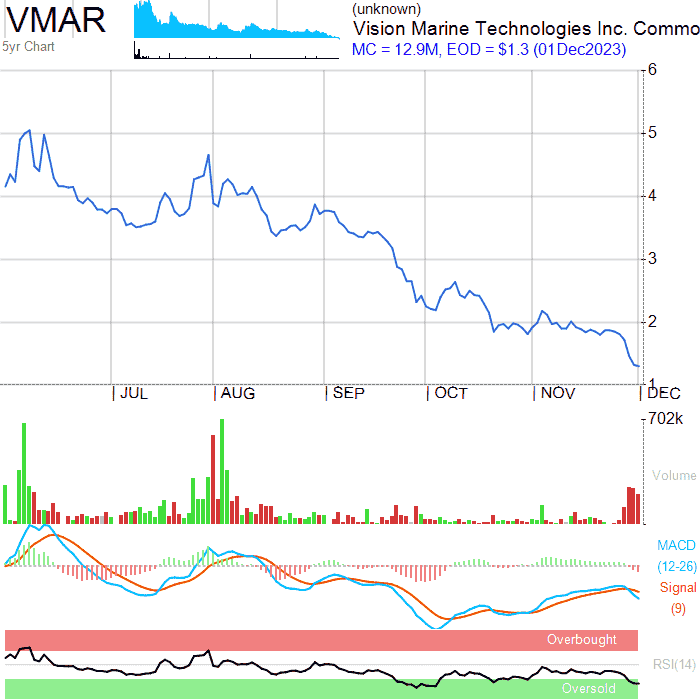 VMAR
5yr Chart
(unknown)
Vision Marine Technologies Inc. Commo
MC = 12.9M, EOD = $1.3 (01Dec2023)
6
5
4
3
2
1
JUL AUG SEP OCT NOV DEC
702k
Volume
MACD
(12-26)
Signal
(9)
Overbought
RSI(14)
Oversold